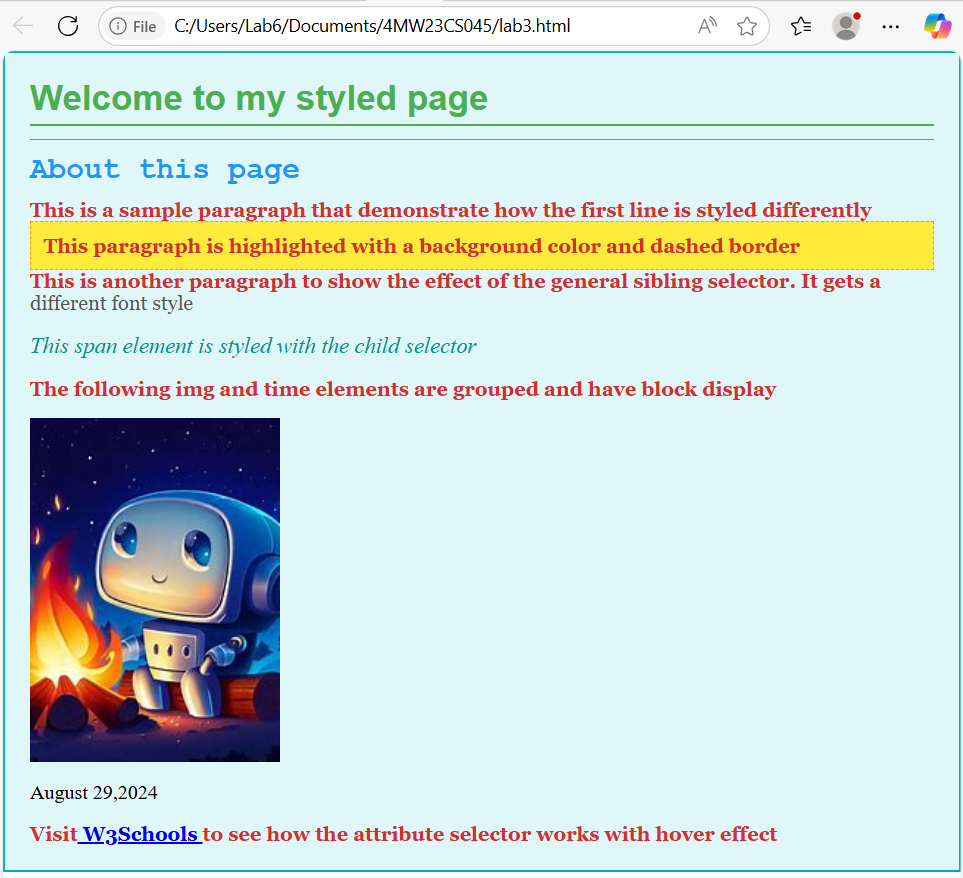 File C:/Users/Lab6/Documents/4MW23CS045/lab3.html
Welcome to my styled page
About this page
This is a sample paragraph that demonstrate how the first line is styled differently
This paragraph is highlighted with a background color and dashed border
This is another paragraph to show the effect of the general sibling selector. It gets a
different font style
This span element is styled with the child selector
The following img and time elements are grouped and have block display
August 29,2024
Visit W3Schools to see how the attribute selector works with hover effect